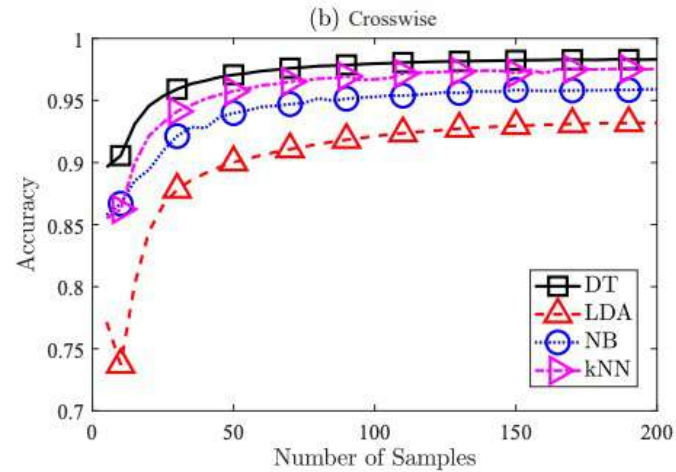 (b) Crosswise
1
0.95
0.9
0.85
0.8
0.75
0.7
Accuracy
0
50
100
150
200
Number of Samples
DT
LDA
NB
kNN